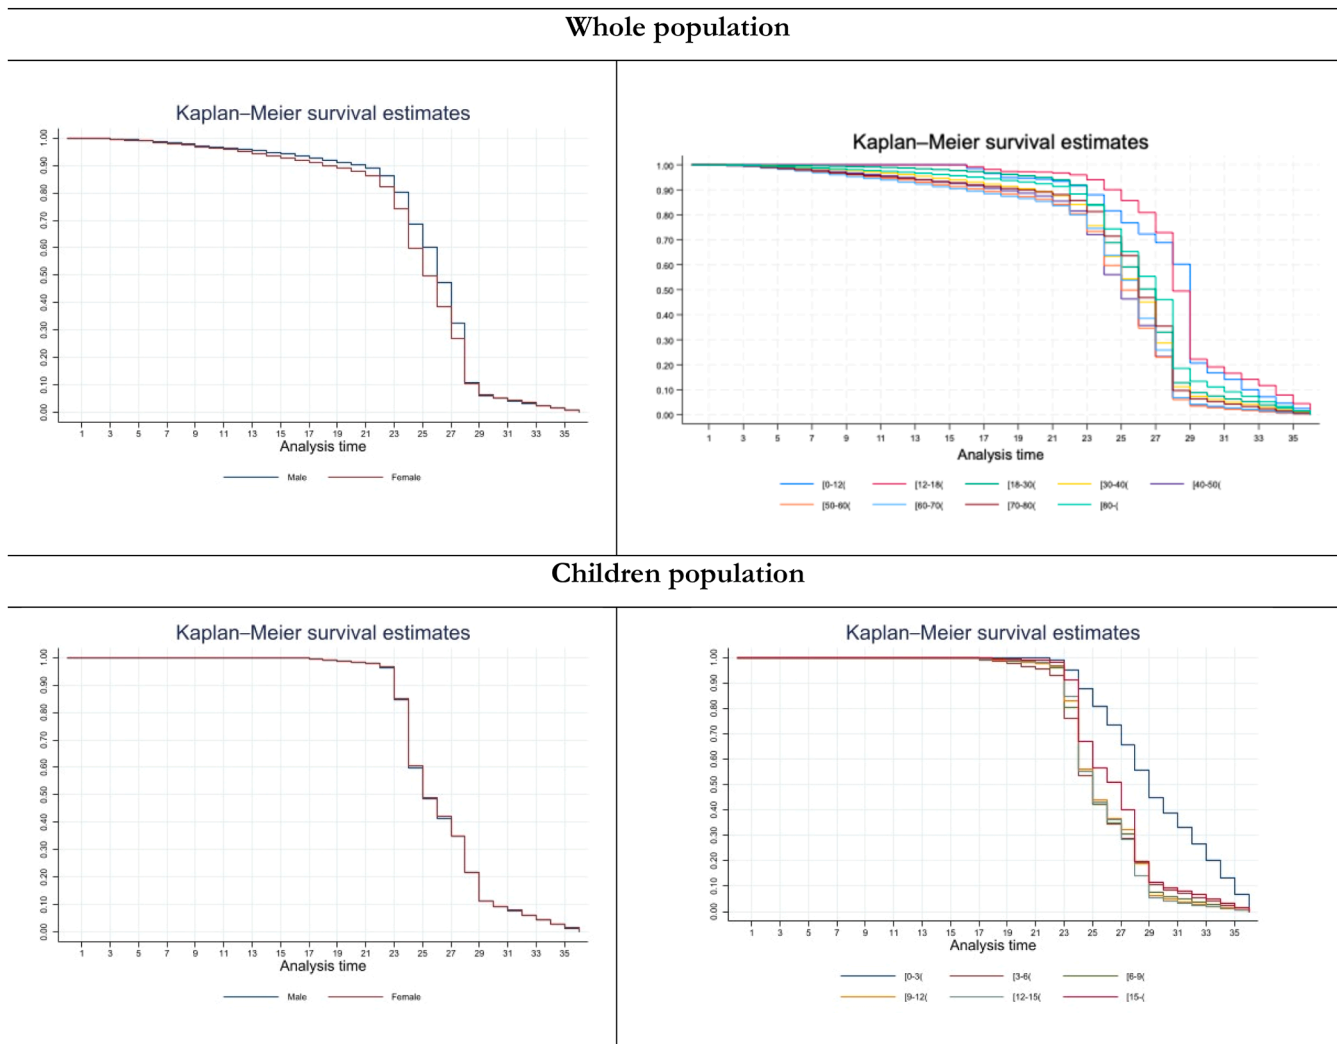 Whole population
Kaplan–Meier survival estimates
1.00
0.90
0.80
0.70
0.60
0.50
0.40
0.30
0.20
0.10
0.00
1 3 5 7 9 11 13 15 17 19 21 23 25 27 29 31 33 35
Analysis time
Male Female
Kaplan–Meier survival estimates
1.00
0.90
0.80
0.70
0.60
0.50
0.40
0.30
0.20
0.10
0.00
1 3 5 7 9 11 13 15 17 19 21 23 25 27 29 31 33 35
Analysis time
[0-12( [12-18( [18-30( [30-40( [40-50(
[50-60( [60-70( [70-80( [80-(
Children population
Kaplan–Meier survival estimates
1.00
0.90
0.80
0.70
0.60
0.50
0.40
0.30
0.20
0.10
0.00
1 3 5 7 9 11 13 15 17 19 21 23 25 27 29 31 33 35
Analysis time
Male Female
Kaplan–Meier survival estimates
1.00
0.90
0.80
0.70
0.60
0.50
0.40
0.30
0.20
0.10
0.00
1 3 5 7 9 11 13 15 17 19 21 23 25 27 29 31 33 35
Analysis time
[0-3( [3-6( [6-9(
[9-12( [12-15( [15-(